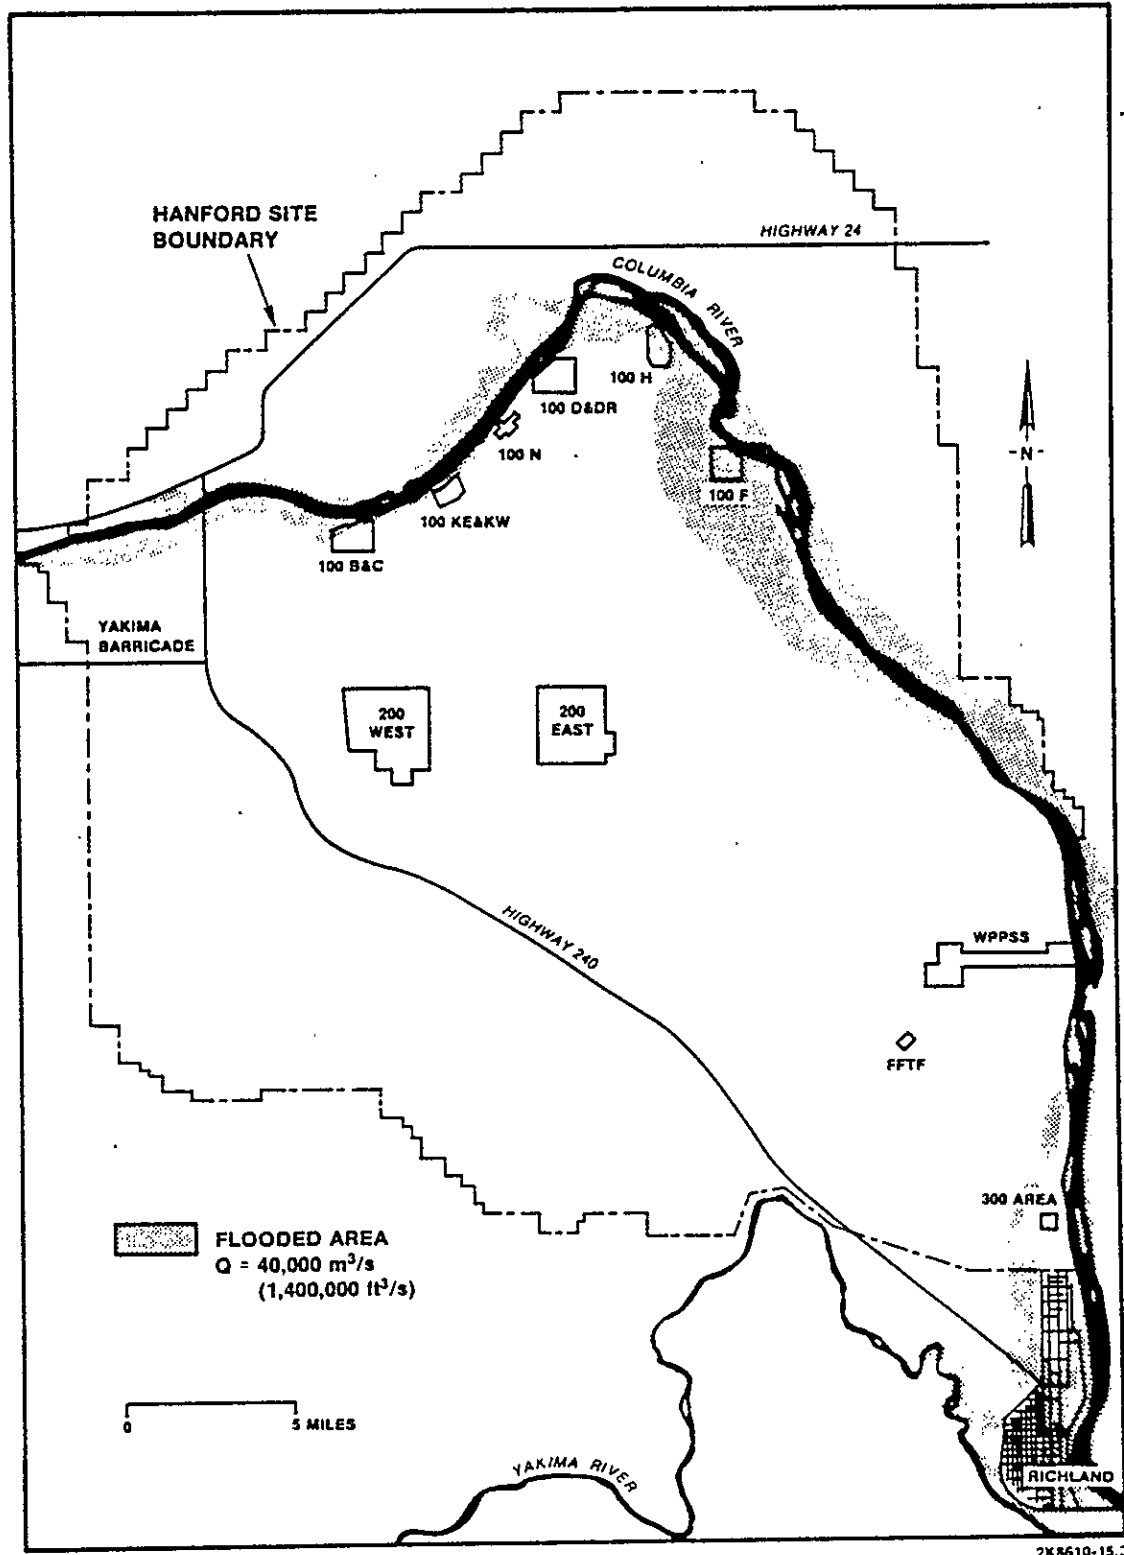 HANFORD SITE
BOUNDARY
HIGHWAY 24
COLUMBIA RIVER
100 H
100 D&DR
100 N
-N-
100 F
100 KE&KW
100 B&C
YAKIMA
BARRICADE
200
WEST
200
EAST
HIGHWAY 240
WPPSS
FFTF
300 AREA
FLOODED AREA
Q = 40,000 m³/s
(1,400,000 ft³/s)
0
5 MILES
YAKIMA RIVER
RICHLAND